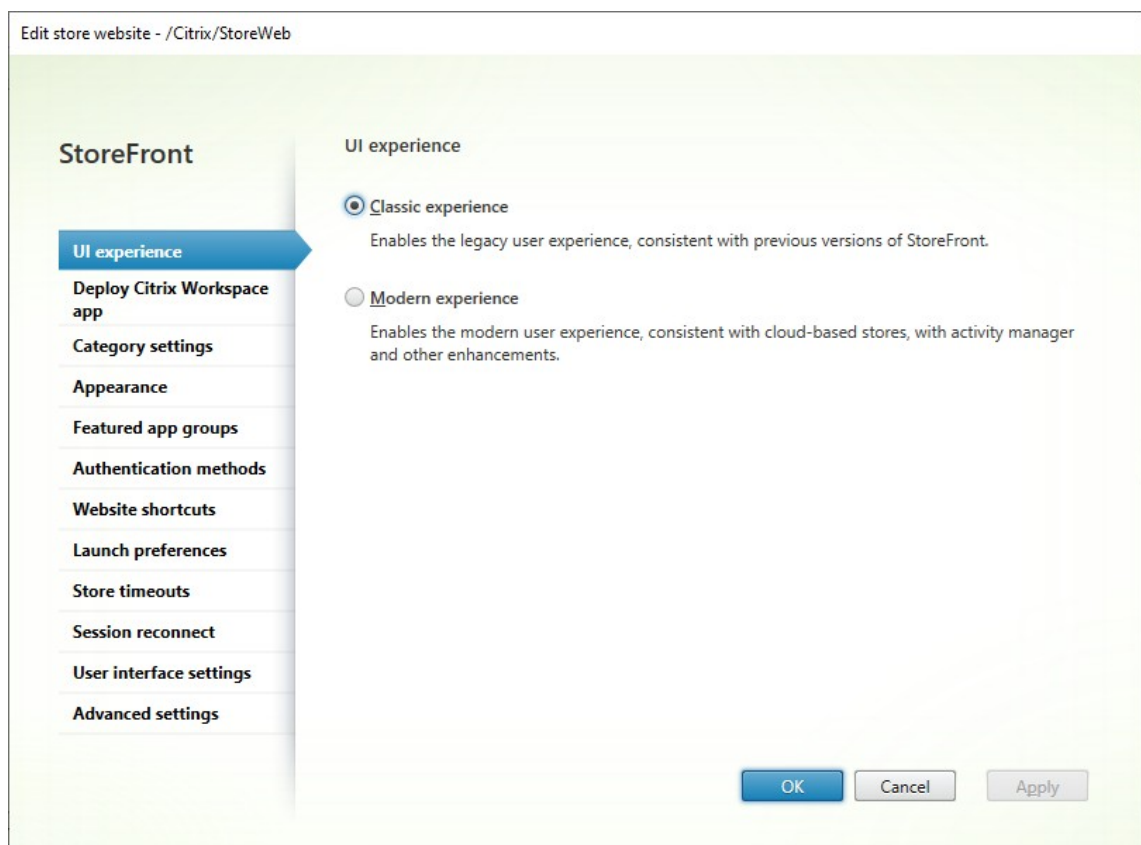 Edit store website - /Citrix/StoreWeb
StoreFront
UI experience
Deploy Citrix Workspace
app
Category settings
Appearance
Featured app groups
Authentication methods
Website shortcuts
Launch preferences
Store timeouts
Session reconnect
User interface settings
Advanced settings
UI experience
Classic experience
Enables the legacy user experience, consistent with previous versions of StoreFront.
Modern experience
Enables the modern user experience, consistent with cloud-based stores, with activity manager
and other enhancements.
OK
Cancel
Apply